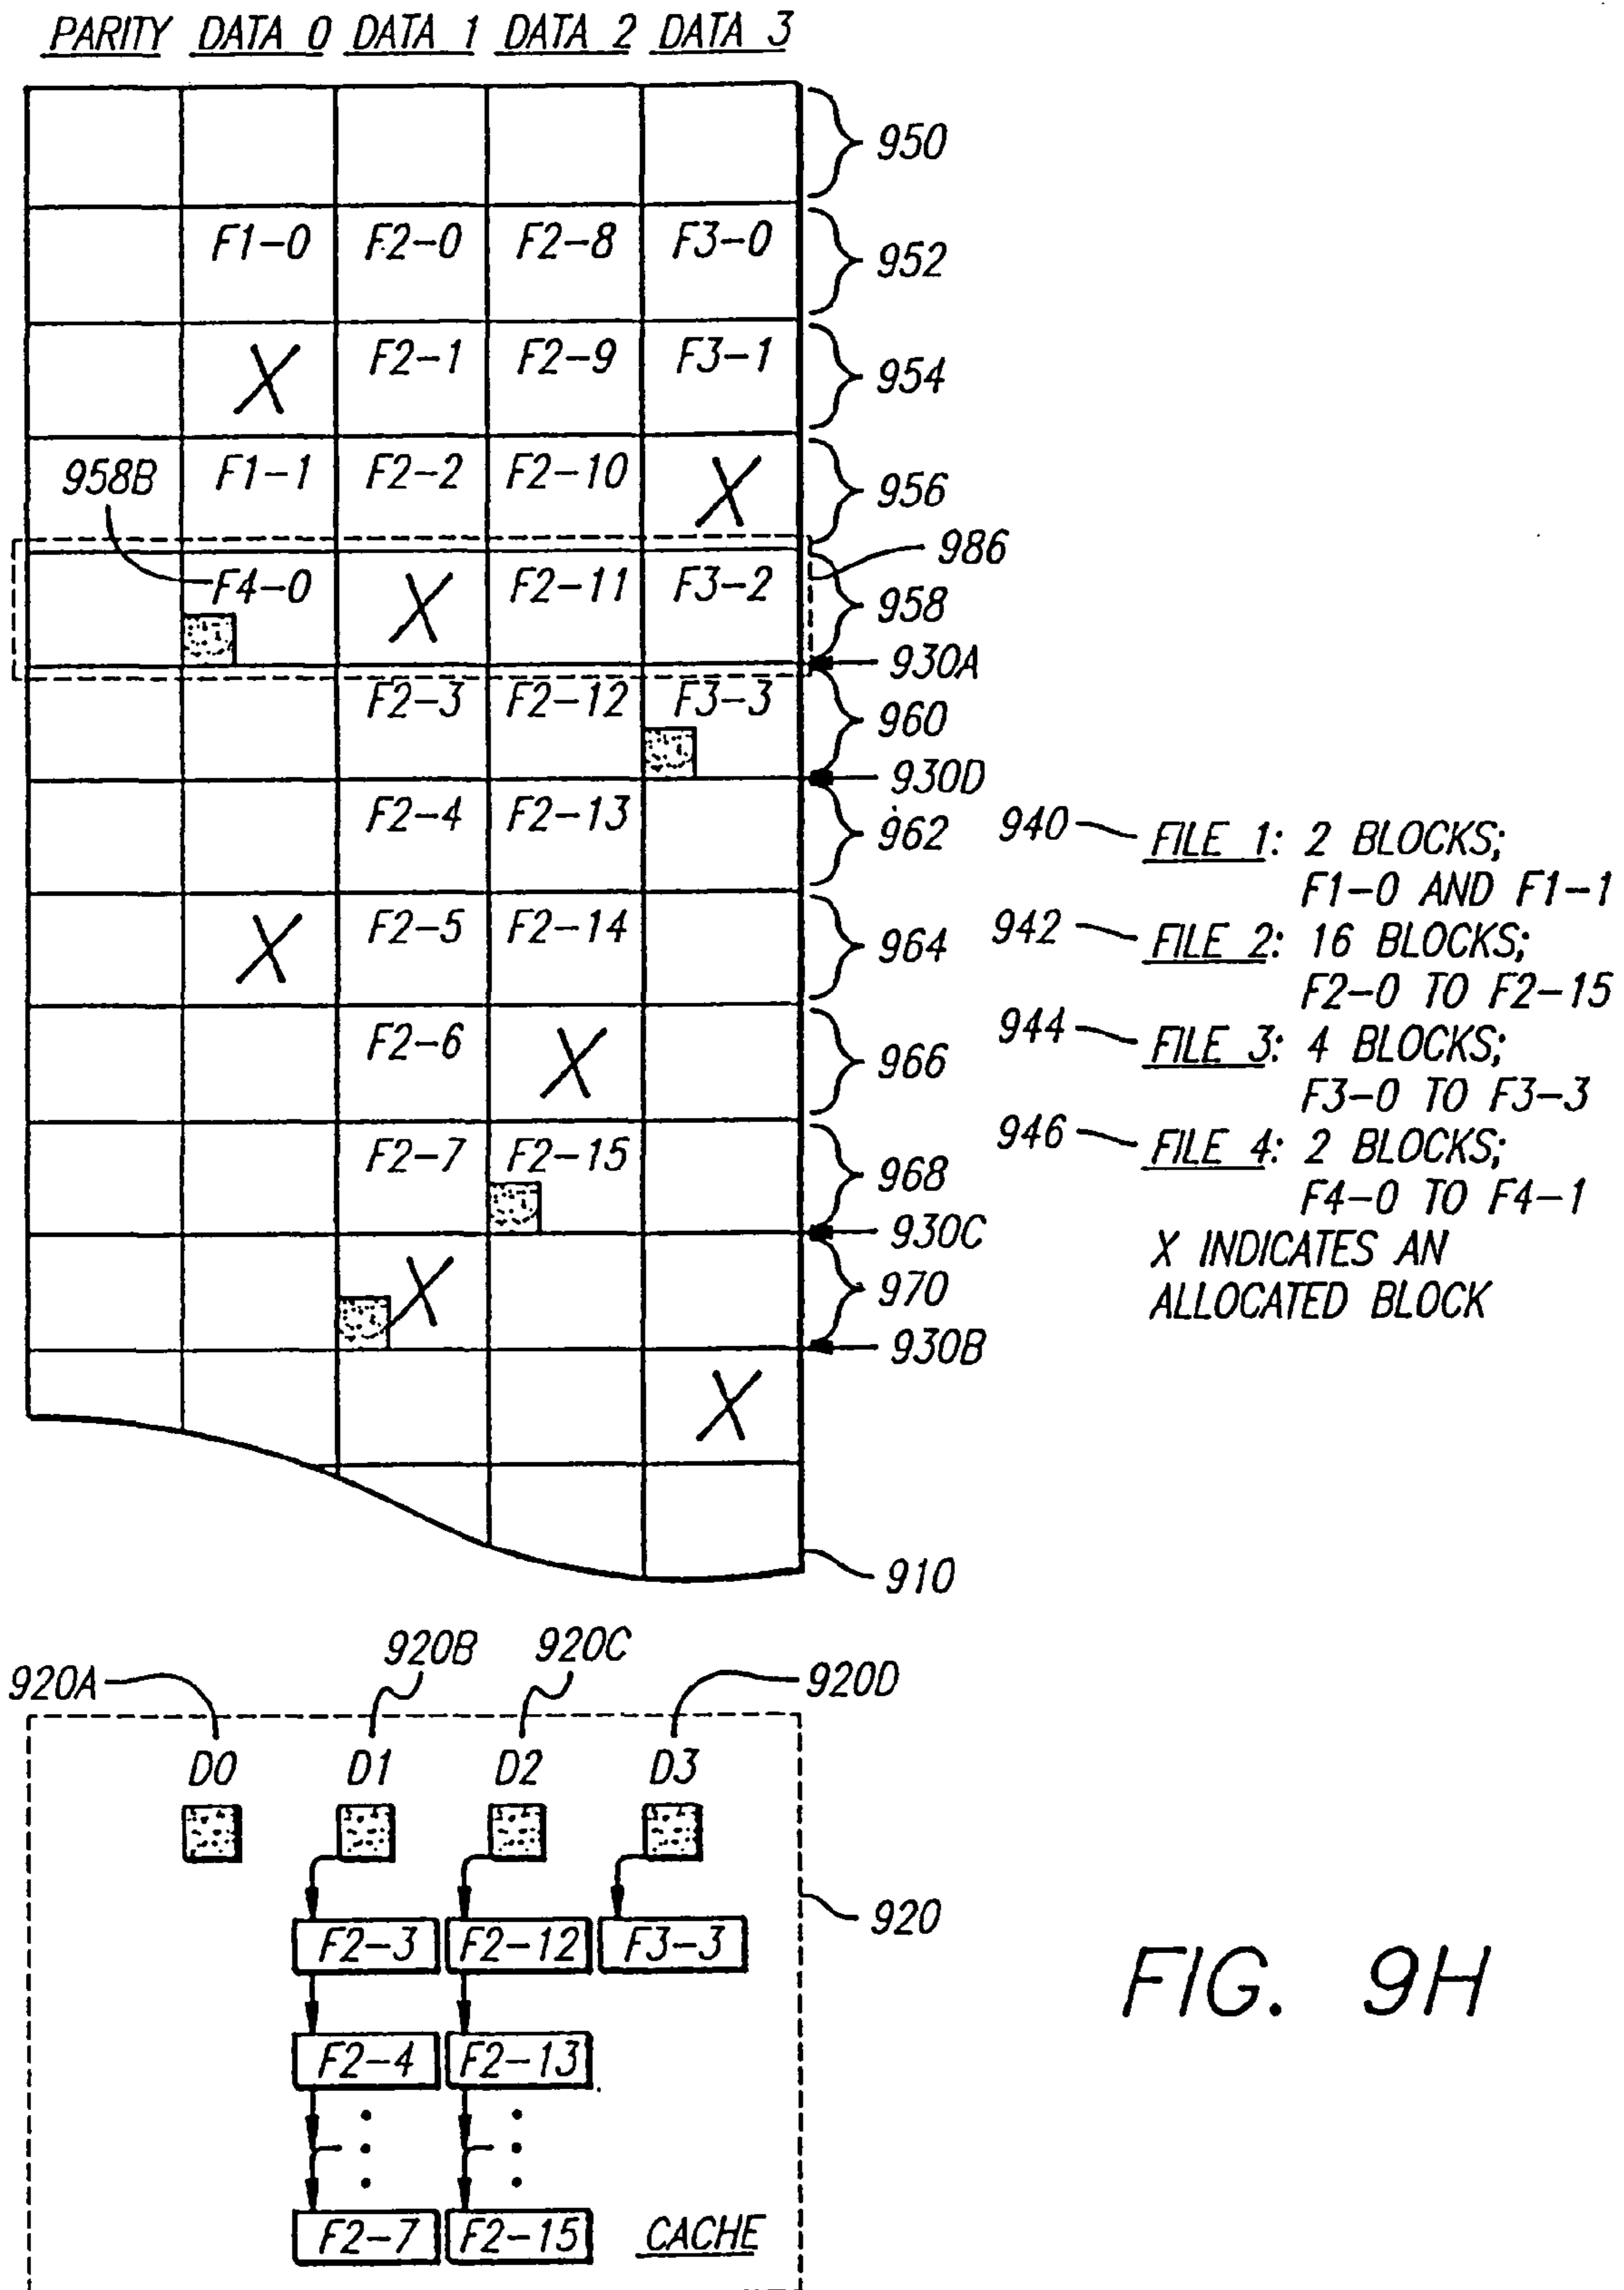 PARITY DATA 0 DATA 1 DATA 2 DATA 3
950
F1-0 F2-0 F2-8 F3-0 952
X F2-1 F2-9 F3-1 954
958B F1-1 F2-2 F2-10 X 956
986
F4-0 X F2-11 F3-2 958
930A
F2-3 F2-12 F3-3 960
930D
F2-4 F2-13 962
X F2-5 F2-14 964
F2-6 X 966
F2-7 F2-15 968
930C
X 970
930B
X
910
940 FILE 1: 2 BLOCKS;
F1-0 AND F1-1
942 FILE 2: 16 BLOCKS;
F2-0 TO F2-15
944 FILE 3: 4 BLOCKS;
F3-0 TO F3-3
946 FILE 4: 2 BLOCKS;
F4-0 TO F4-1
X INDICATES AN
ALLOCATED BLOCK
920A 920B 920C 920D
D0 D1 D2 D3
920
F2-3 F2-12 F3-3
F2-4 F2-13
F2-7 F2-15 CACHE
FIG. 9H